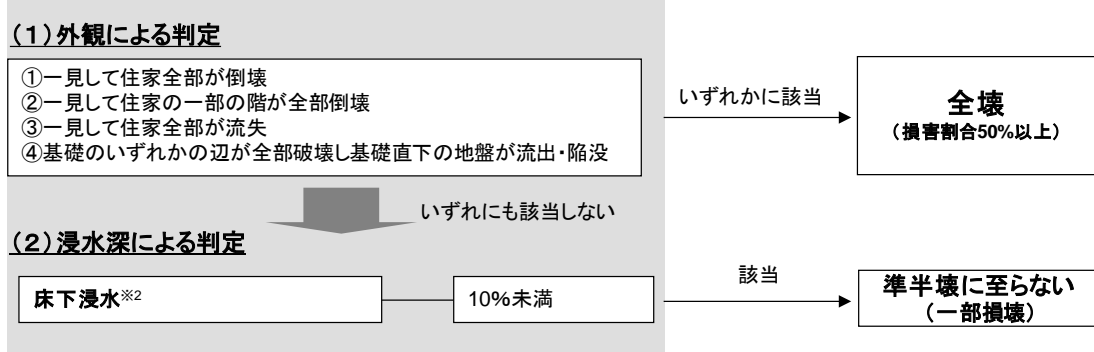 (1)外観による判定
①一見して住家全部が倒壊
②一見して住家の一部の階が全部倒壊
③一見して住家全部が流失
④基礎のいずれかの辺が全部破壊し基礎直下の地盤が流出・陥没
いずれかに該当
全壊
(損害割合50%以上)
いずれにも該当しない
(2)浸水深による判定
床下浸水※2
10%未満
該当
準半壊に至らない
(一部損壊)